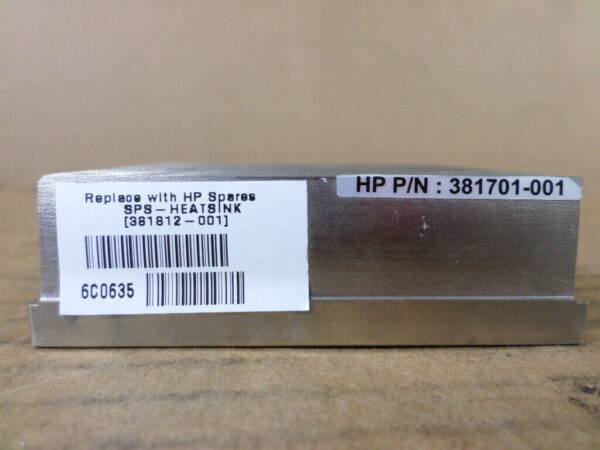 Replace with HP Spares
SPS-HEATSINK
[381812-001]
6C0635
HP P/N : 381701-001